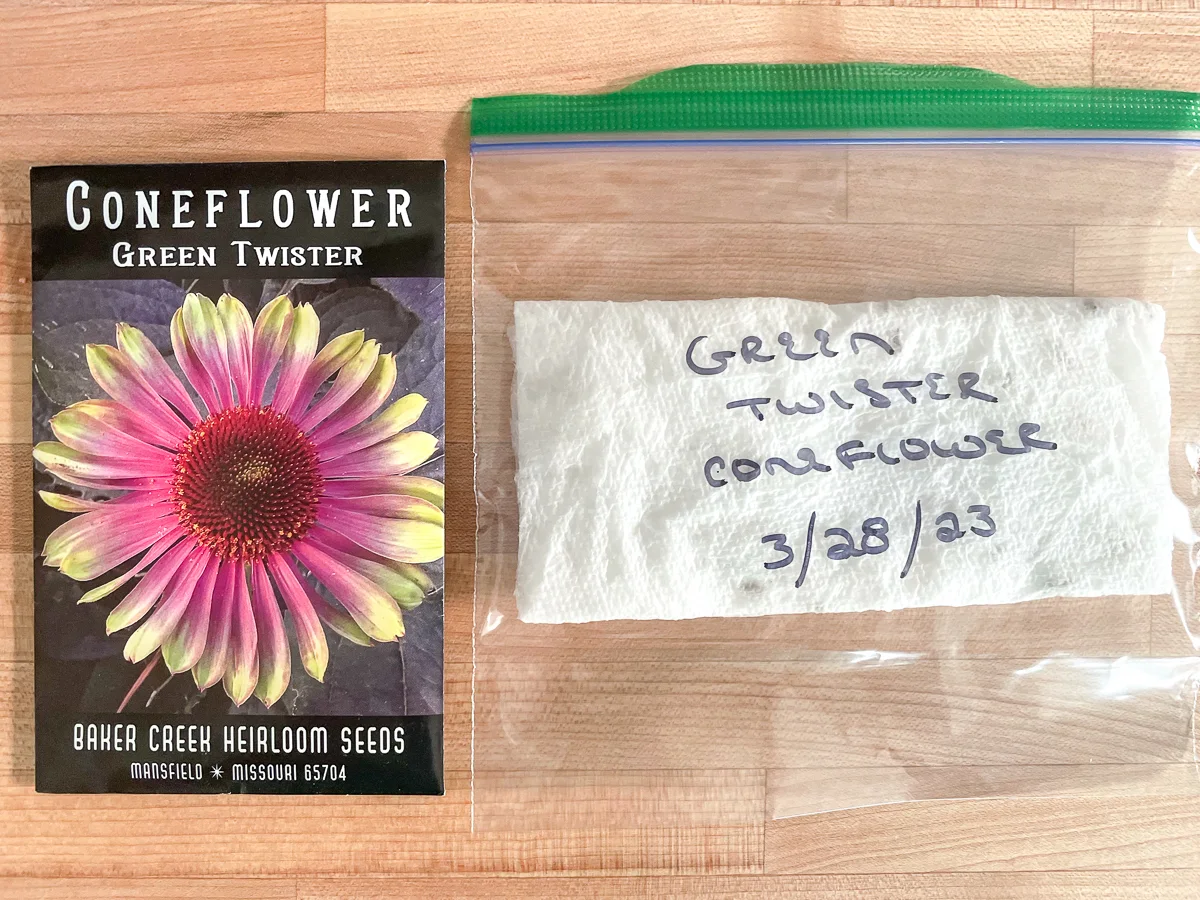 CONEFLOWER
GREEN TWISTER
BAKER CREEK HEIRLOOM SEEDS
MANSFIELD ✴ MISSOURI 65704
GREEN
TWISTER
CONEFLOWER
3/28/23